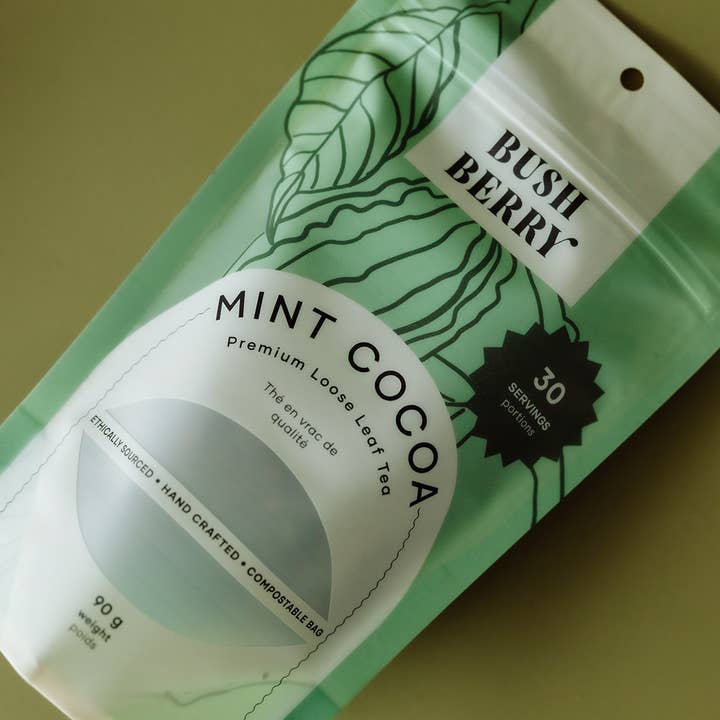 BUSH
BERRY
MINT COCOA
Premium Loose Leaf Tea
Thé en vrac de
qualité
30
SERVINGS
portions
ETHICALLY SOURCED • HAND CRAFTED • COMPOSTABLE BAG
90 g
weight
poids